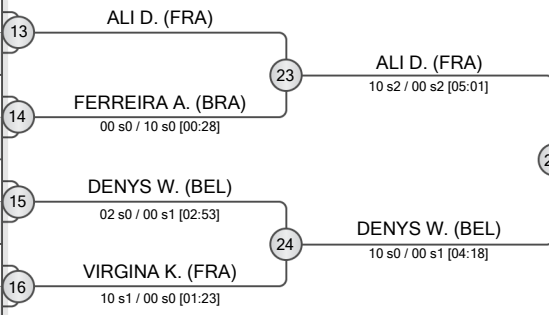 ALI D. (FRA)
13
23
ALI D. (FRA)
10 s2 / 00 s2 [05:01]
FERREIRA A. (BRA)
14
00 s0 / 10 s0 [00:28]
DENYS W. (BEL)
15
02 s0 / 00 s1 [02:53]
24
DENYS W. (BEL)
10 s0 / 00 s1 [04:18]
VIRGINA K. (FRA)
16
10 s1 / 00 s0 [01:23]